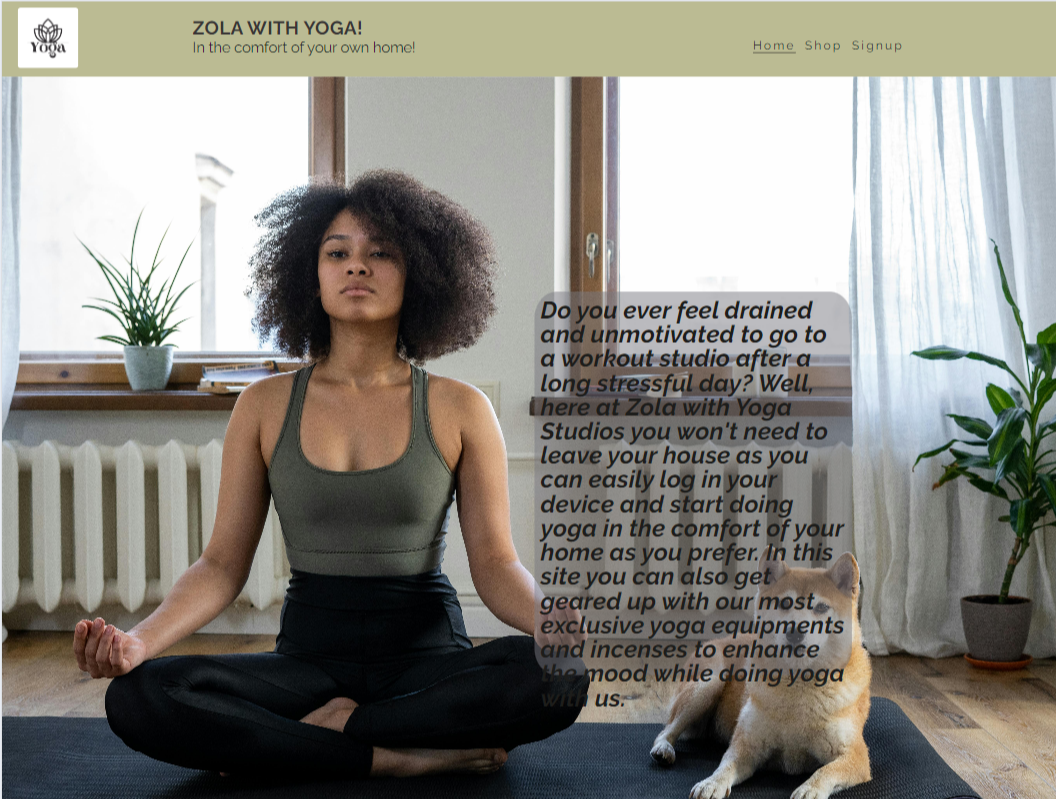 Yoga
ZOLA WITH YOGA!
In the comfort of your own home!
Home Shop Signup
Do you ever feel drained
and unmotivated to go to
a workout studio after a
long stressful day? Well,
here at Zola with Yoga
Studios you won't need to
leave your house as you
can easily log in your
device and start doing
yoga in the comfort of your
home as you prefer. In this
site you can also get
geared up with our most
exclusive yoga equipments
and incenses to enhance
the mood while doing yoga
with us.